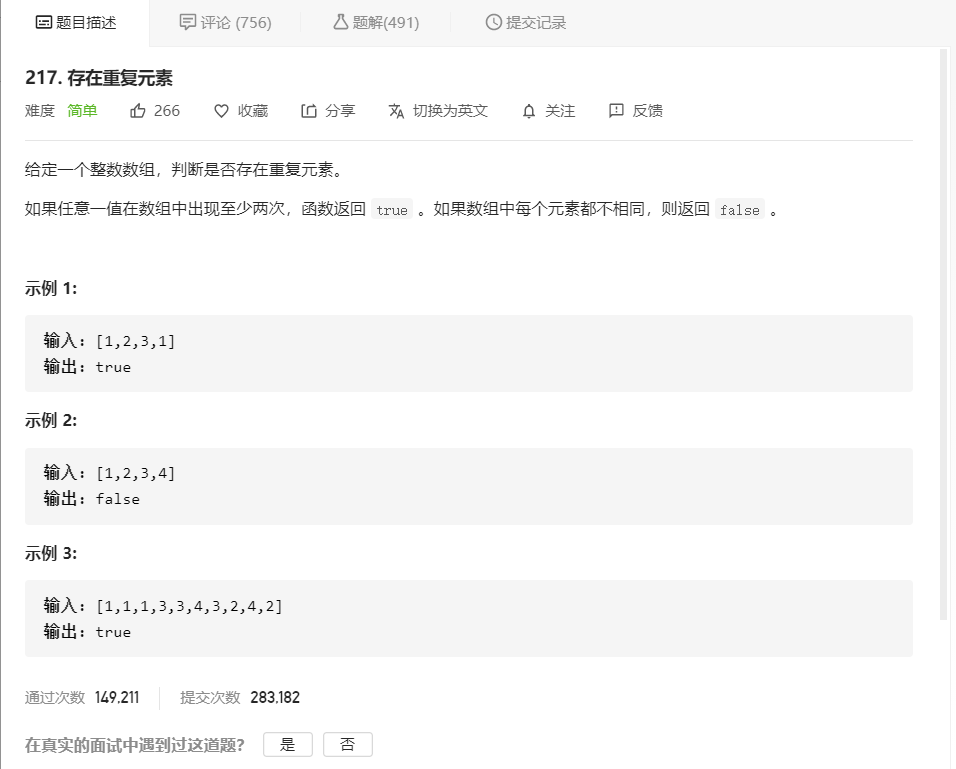 题目描述 评论 (756) 题解(491) 提交记录
217. 存在重复元素
难度 简单 266 收藏 分享 切换为英文 关注 反馈
给定一个整数数组，判断是否存在重复元素。
如果任意一值在数组中出现至少两次，函数返回 true 。如果数组中每个元素都不相同，则返回 false 。
示例 1:
输入: [1,2,3,1]
输出: true
示例 2:
输入: [1,2,3,4]
输出: false
示例 3:
输入: [1,1,1,3,3,4,3,2,4,2]
输出: true
通过次数 149,211 提交次数 283,182
在真实的面试中遇到过这道题? 是 否